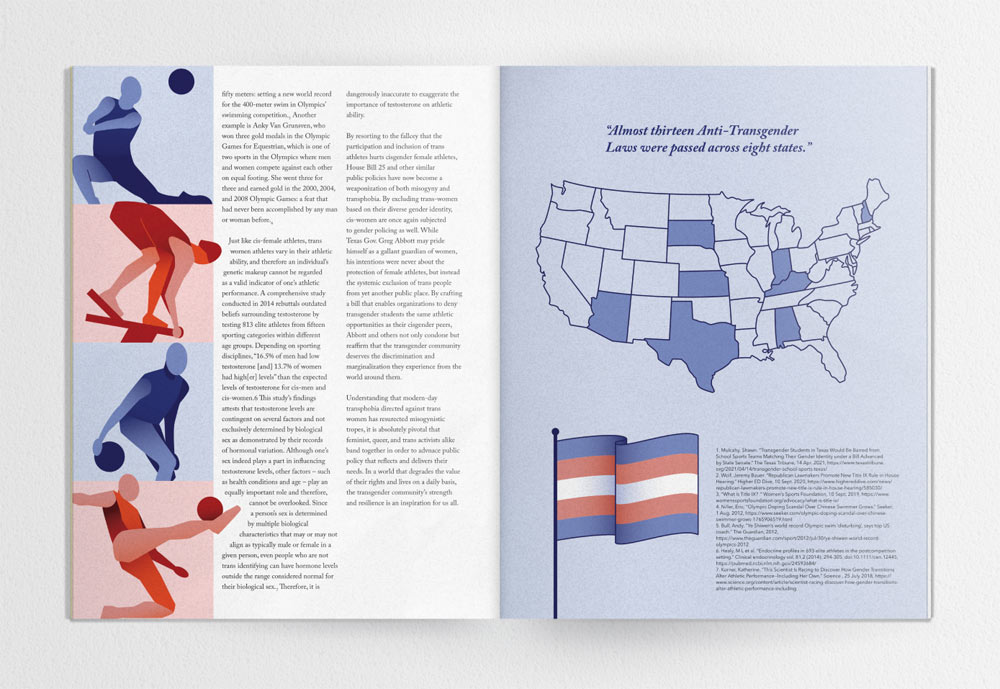 fifty meters: setting a new world record
for the 400-meter swim in Olympics’
swimming competition.5 Another
example is Anky Van Grunsven, who
won three gold medals in the Olympic
Games for Equestrian, which is one of
two sports in the Olympics where men
and women compete against each other
on equal footing. She went three for
three and earned gold in the 2000, 2004,
and 2008 Olympic Games: a feat that
had never been accomplished by any man
or woman before.
Just like cis-female athletes, trans
women athletes vary in their athletic
ability, and therefore an individual’s
genetic makeup cannot be regarded
as a valid indicator of one’s athletic
performance. A comprehensive study
conducted in 2014 rebuttals outdated
beliefs surrounding testosterone by
testing 813 elite athletes from fifteen
sporting categories within different
age groups. Depending on sporting
disciplines, “16.5% of men had low
testosterone [and] 13.7% of women
had high[er] levels” than the expected
levels of testosterone for cis-men and
cis-women.6 This study’s findings
attests that testosterone levels are
contingent on several factors and not
exclusively determined by biological
sex as demonstrated by their records
of hormonal variation. Although one’s
sex indeed plays a part in influencing
testosterone levels, other factors – such
as health conditions and age – play an
equally important role and therefore,
cannot be overlooked. Since
a person’s sex is determined
by multiple biological
characteristics that may or may not
align as typically male or female in a
given person, even people who are not
trans identifying can have hormone levels
outside the range considered normal for
their biological sex. Therefore, it is
dangerously inaccurate to exaggerate the
importance of testosterone on athletic
ability.
By resorting to the fallcy that the
participation and inclusion of trans
athletes hurts cisgender female athletes,
House Bill 25 and other similar
public policies have now become a
weaponization of both misogyny and
transphobia. By excluding trans-women
based on their diverse gender identity,
cis-women are once again subjected
to gender policing as well. While
Texas Gov. Greg Abbott may pride
himself as a gallant guardian of women,
his intentions were never about the
protection of female athletes, but instead
the systemic exclusion of trans people
from yet another public place. By crafting
a bill that enables organizations to deny
transgender students the same athletic
opportunities as their cisgender peers,
Abbott and others not only condone but
reaffirm that the transgender community
deserves the discrimination and
marginalization they experience from the
world around them.
Understanding that modern-day
transphobia directed against trans
women has resurected misogynistic
tropes, it is absolutely pivotal that
feminist, queer, and trans activists alike
band together in order to advance public
policy that reflects and delivers their
needs. In a world that degrades the value
of their rights and lives on a daily basis,
the transgender community’s strength
and resilience is an inspiration for us all.
“Almost thirteen Anti-Transgender
Laws were passed across eight states.”
1. Mulcahy, Shawn. "Transgender Students in Texas Would Be Banned from
School Sports Teams Matching Their Gender Identity under a Bill Advanced
by State Senate." The Texas Tribune, 14 Apr. 2021, https://www.texastribune.
org/2021/04/14/transgender-school-sports-texas/
2. Wolf, Jeremy Bauer. "Republican Lawmakers Promote New Title IX Rule in House
Hearing." Higher ED Dive, 10 Sept. 2020, https://www.highereddive.com/news/
republican-lawmakers-promote-new-title-ix-rule-in-house-hearing/585030/
3. "What is Title IX?." Women's Sports Foundation, 10 Sept. 2019, https://www.
womenssportsfoundation.org/advocacy/what-is-title-ix/
4. Niiler, Eric. "Olympic Doping Scandal Over Chinese Swimmer Grows." Seeker,
1 Aug. 2012, https://www.seeker.com/olympic-doping-scandal-over-chinese
swimmer-grows-1765906519.html
5. Bull, Andy. "Ye Shiwen's world record Olympic swim 'disturbing', says top US
coach." The Guardian, 2012,
https://www.theguardian.com/sport/2012/jul/30/ye-shiwen-world-record
olympics-2012
6. Healy, M L et al. "Endocrine profiles in 693 elite athletes in the postcompetition
setting." Clinical endocrinology vol. 81,2 (2014): 294-305. doi:10.1111/cen.12445,
https://pubmed.ncbi.nlm.nih.gov/24593684/
7. Korner, Katherine. "This Scientist Is Racing to Discover How Gender Transitions
Alter Athletic Performance--Including Her Own." Science , 25 July 2018, https://
www.science.org/content/article/scientist-racing-discover-how-gender-transitions-
alter-athletic-performance-including